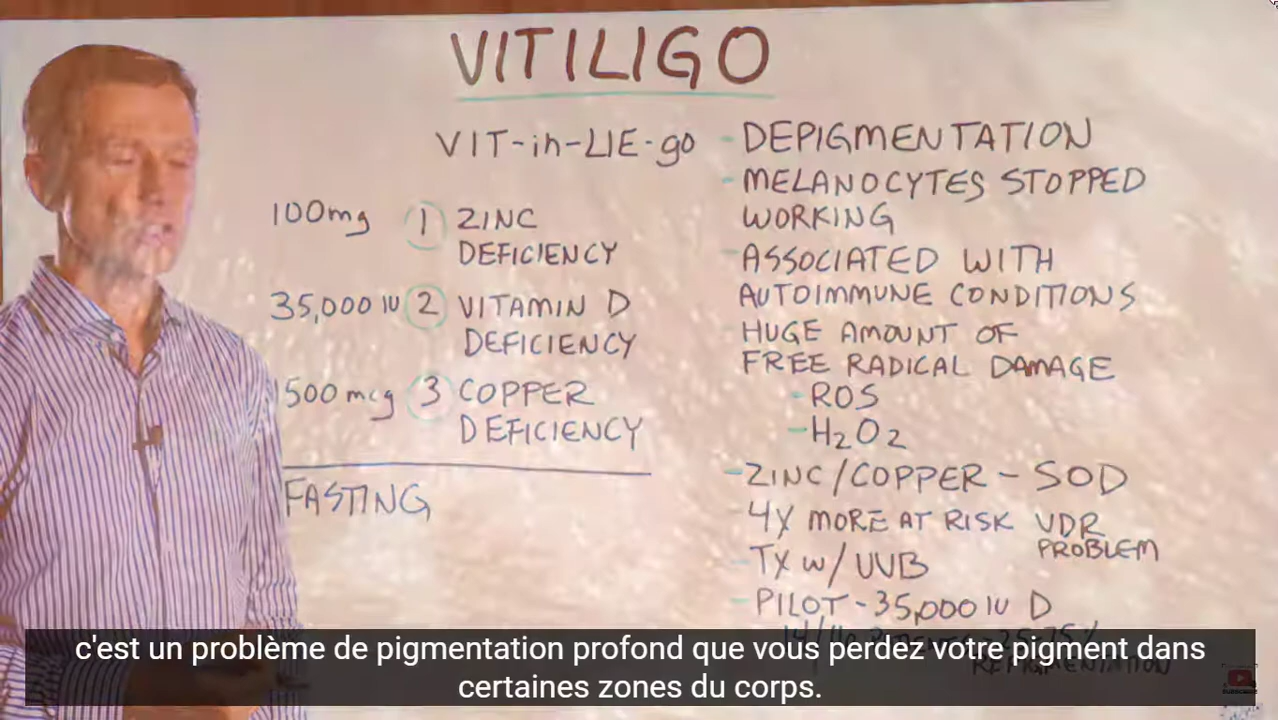 VITILIGO
VIT-in-LIE-go
100mg 1 ZINC
DEFICIENCY
35,000 IU 2 VITAMIN D
DEFICIENCY
1500 mcg 3 COPPER
DEFICIENCY
FASTING
- DEPIGMENTATION
- MELANOCYTES STOPPED
WORKING
- ASSOCIATED WITH
AUTOIMMUNE CONDITIONS
- HUGE AMOUNT OF
FREE RADICAL DAMAGE
- ROS
- H2O2
- ZINC/COPPER - SOD
- 4X MORE AT RISK VDR
PROBLEM
- TX W/ UVB
- PILOT - 35,000 IU D
REPIGMENTATION
c'est un problème de pigmentation profond que vous perdez votre pigment dans
certaines zones du corps.
SUBSCRIBE